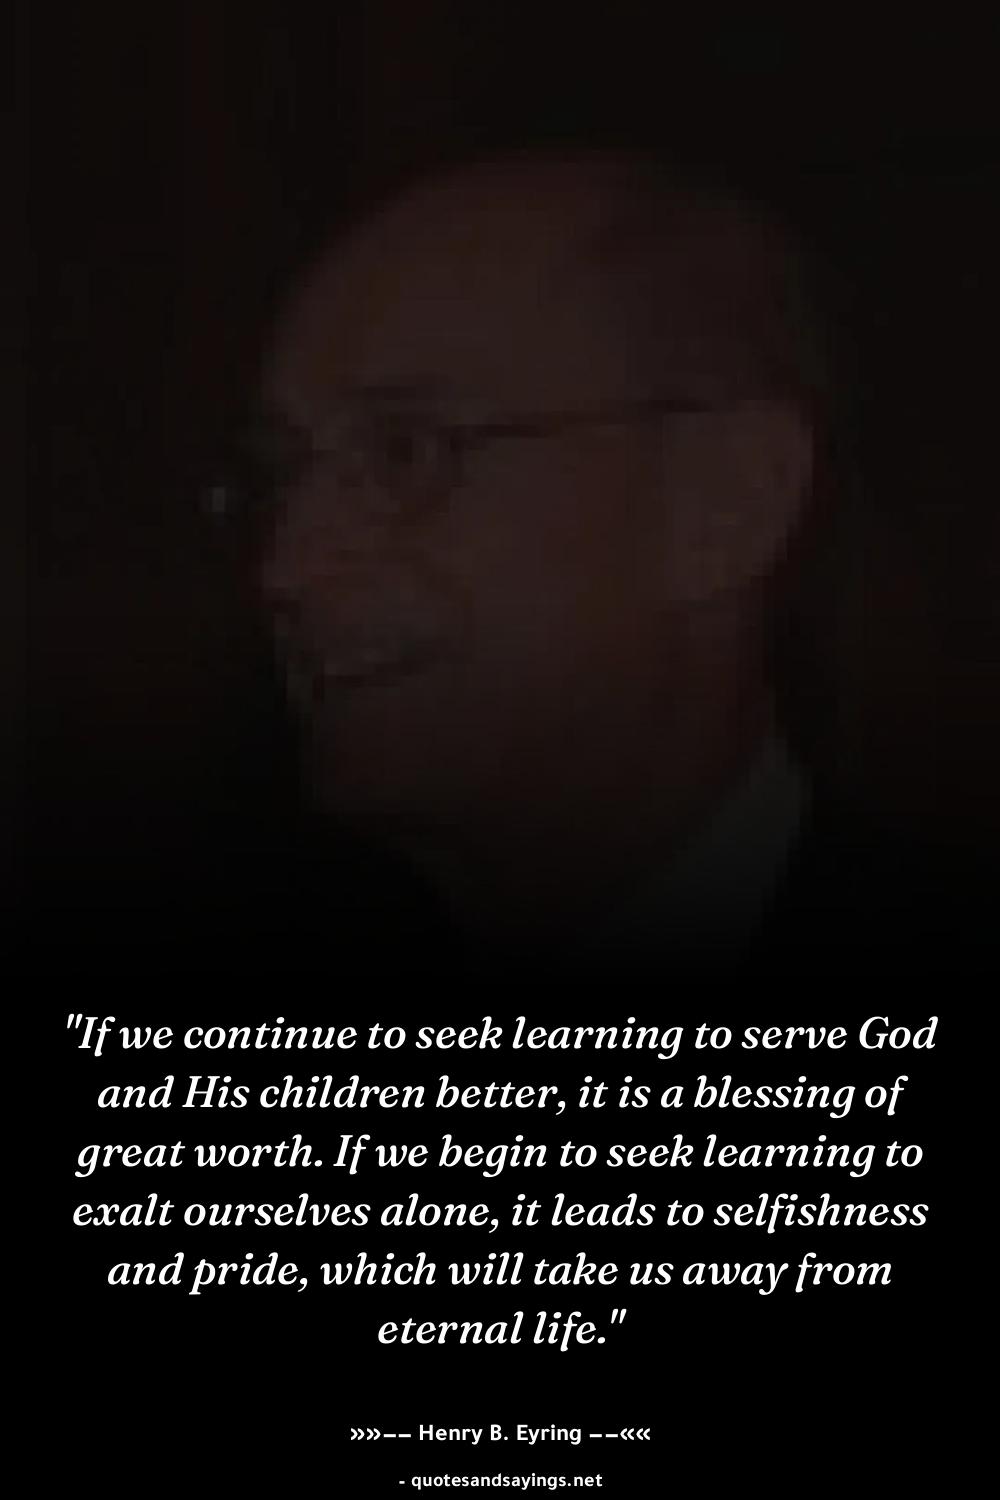 "If we continue to seek learning to serve God
and His children better, it is a blessing of
great worth. If we begin to seek learning to
exalt ourselves alone, it leads to selfishness
and pride, which will take us away from
eternal life."
»»−− Henry B. Eyring −−««
- quotesandsayings.net